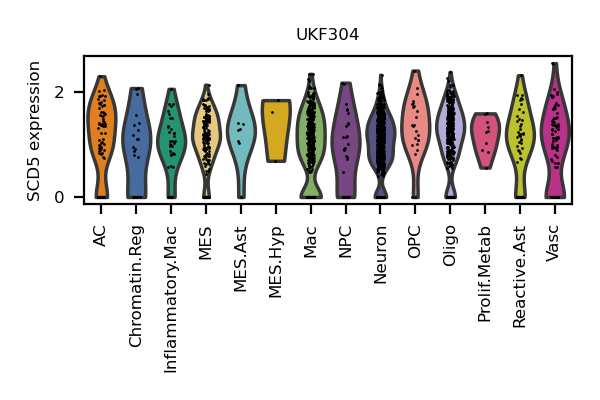 UKF304
SCD5 expression
2
0
AC
Chromatin.Reg
Inflammatory.Mac
MES
MES.Ast
MES.Hyp
Mac
NPC
Neuron
OPC
Oligo
Prolif.Metab
Reactive.Ast
Vasc